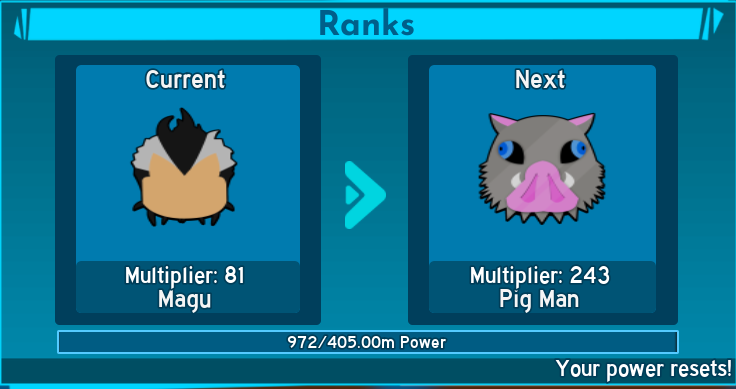 Ranks
Current
Next
Multiplier: 81
Magu
Multiplier: 243
Pig Man
972/405.00m Power
Your power resets!